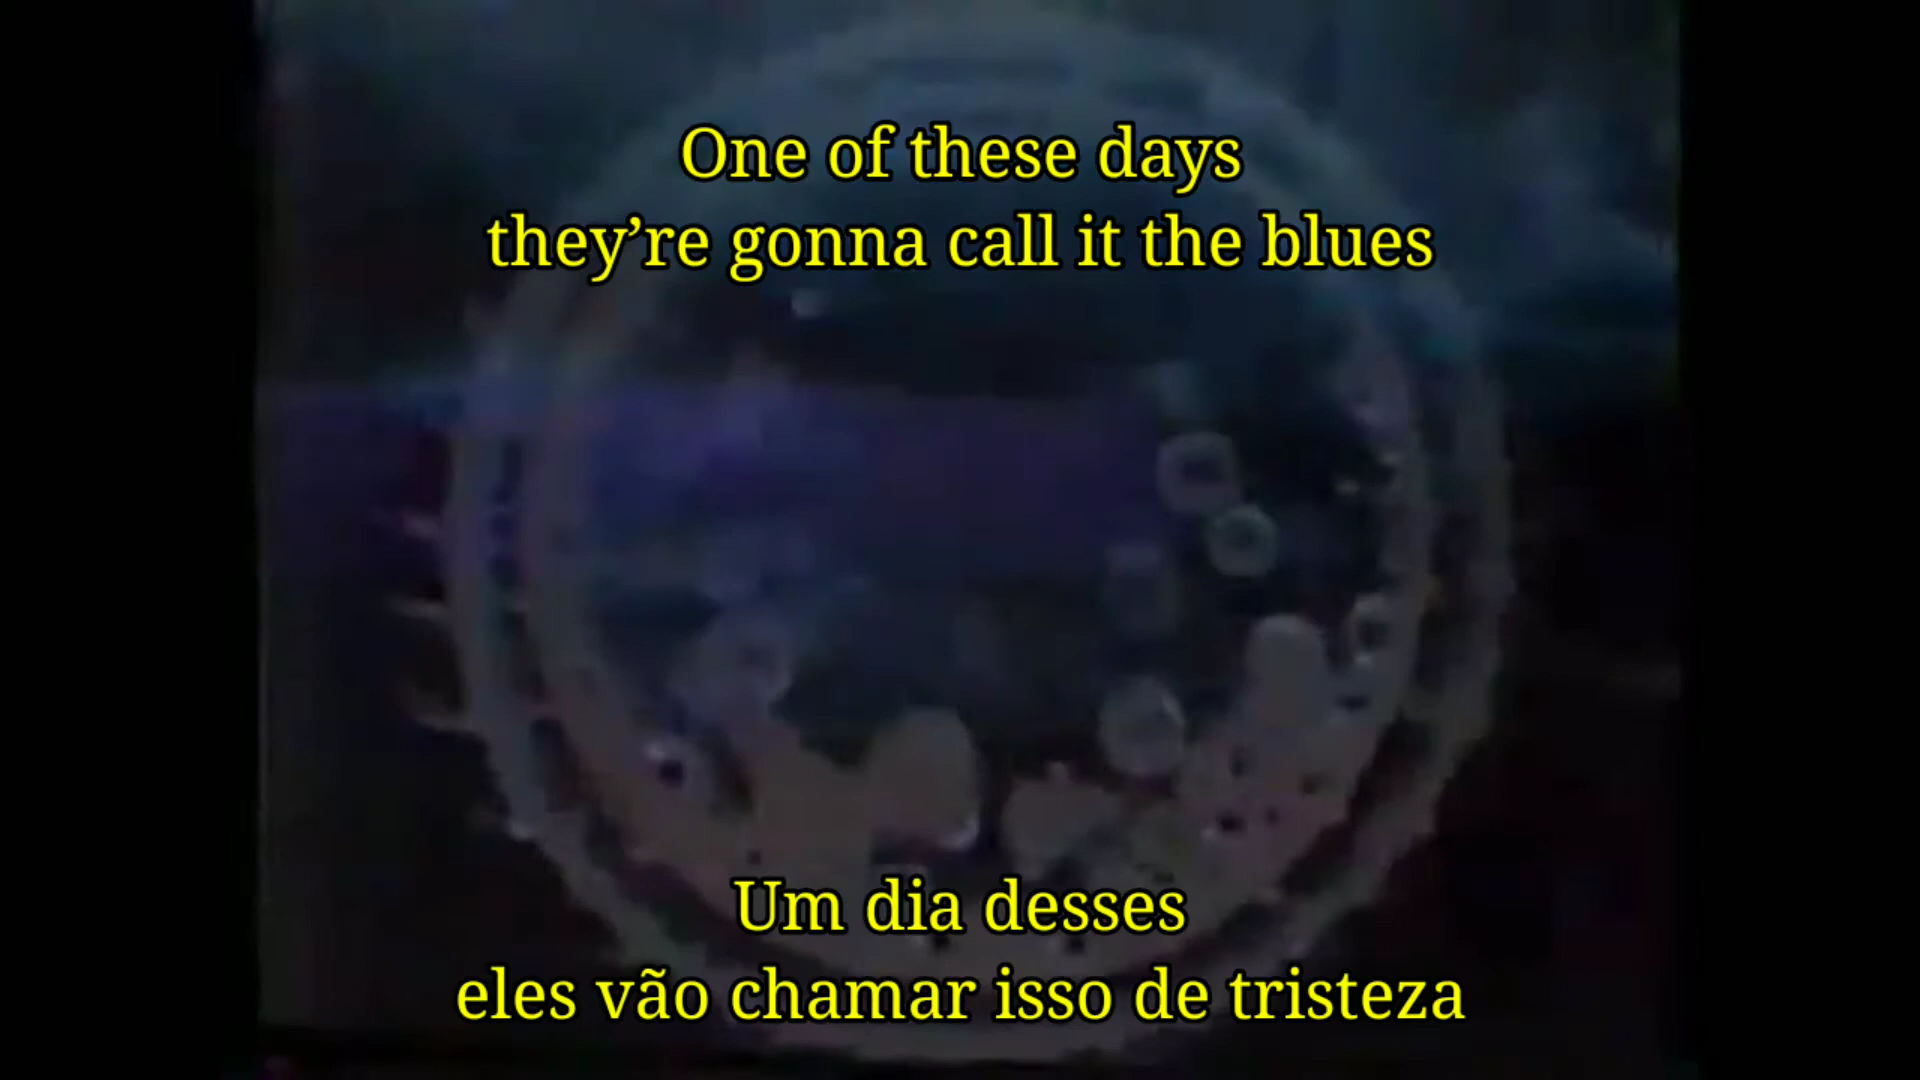 One of these days
they’re gonna call it the blues
Um dia desses
eles vão chamar isso de tristeza